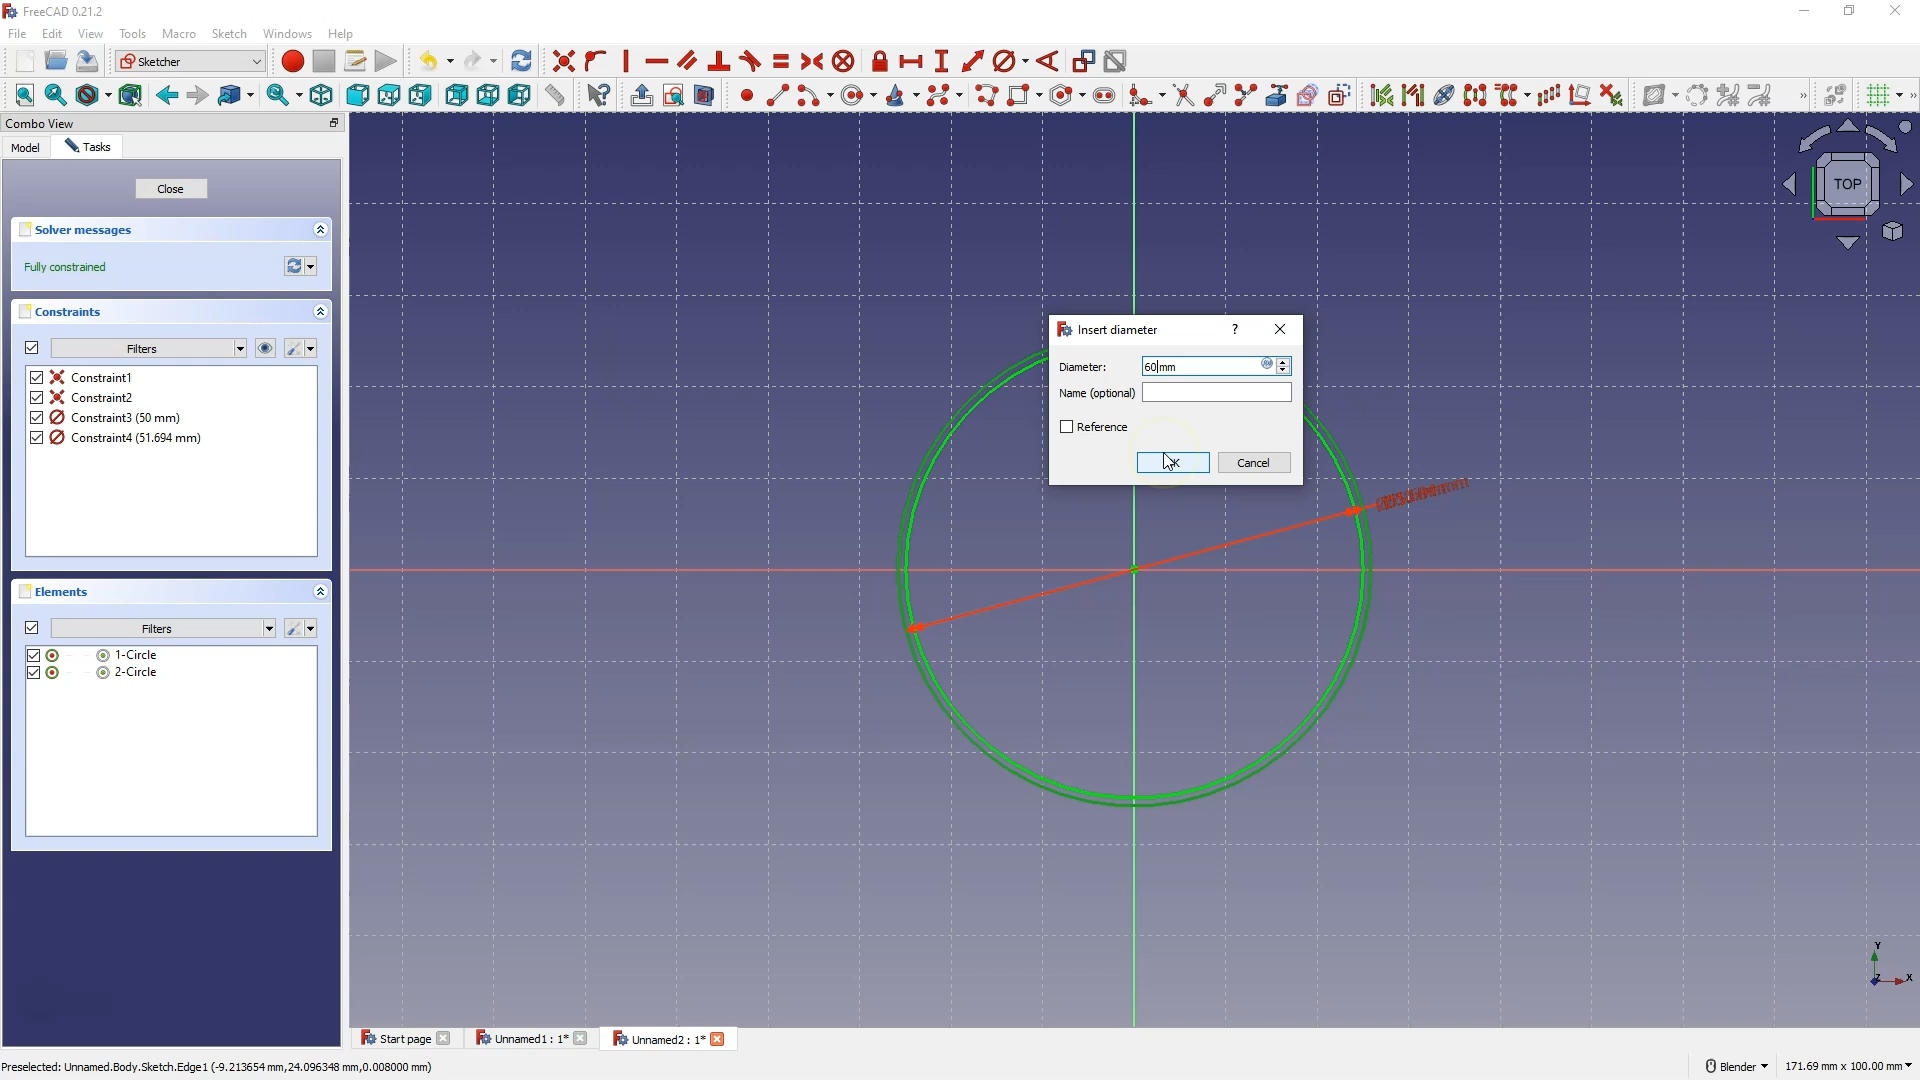 FreeCAD 0.21.2
File Edit View Tools Macro Sketch Windows Help
Sketcher
Combo View
Model Tasks
Close
Solver messages
Fully constrained
Constraints
Filters
Constraint1
Constraint2
Constraint3 (50 mm)
Constraint4 (51.694 mm)
Elements
Filters
1-Circle
2-Circle
Insert diameter ?
Diameter: 60mm
Name (optional)
Reference
Cancel
TOP
Y
Z X
Start page Unnamed1 : 1* Unnamed2 : 1*
Preselected: Unnamed.Body.Sketch.Edge1 (-9.213654 mm,24.096348 mm,0.008000 mm)
Blender 171.69 mm x 100.00 mm